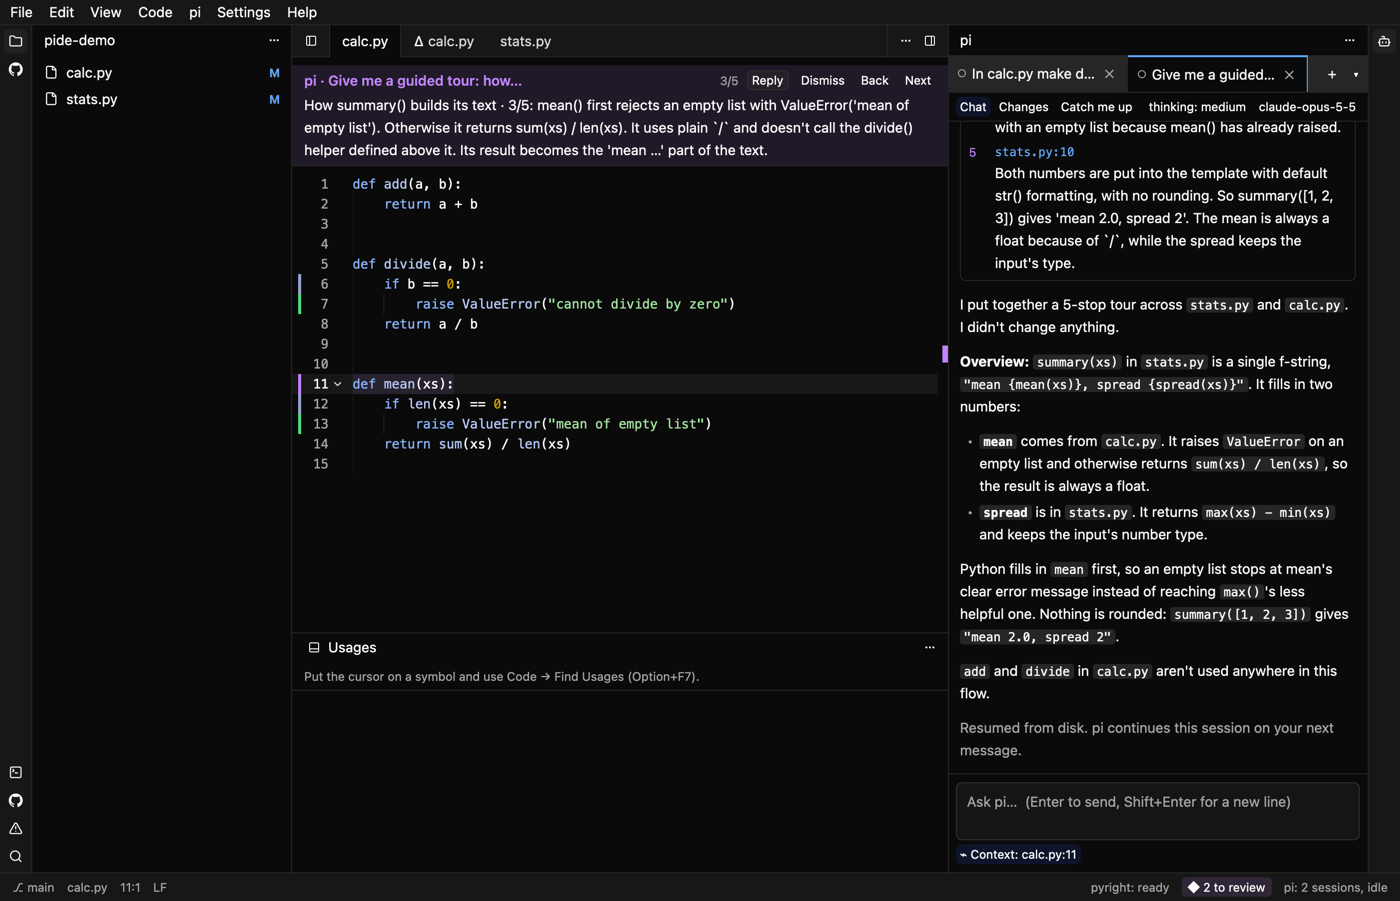 File Edit View Code pi Settings Help
pide-demo ···
calc.py M
stats.py M
calc.py Δ calc.py stats.py ···
pi · Give me a guided tour: how... 3/5 Reply Dismiss Back Next
How summary() builds its text · 3/5: mean() first rejects an empty list with ValueError('mean of
empty list'). Otherwise it returns sum(xs) / len(xs). It uses plain `/` and doesn't call the divide()
helper defined above it. Its result becomes the 'mean ...' part of the text.
1 def add(a, b):
2 return a + b
3
4
5 def divide(a, b):
6 if b == 0:
7 raise ValueError("cannot divide by zero")
8 return a / b
9
10
11 def mean(xs):
12 if len(xs) == 0:
13 raise ValueError("mean of empty list")
14 return sum(xs) / len(xs)
15
Usages ···
Put the cursor on a symbol and use Code → Find Usages (Option+F7).
pi ···
In calc.py make d... × Give me a guided... × +
Chat Changes Catch me up thinking: medium claude-opus-5-5
with an empty list because mean() has already raised.
5 stats.py:10
Both numbers are put into the template with default
str() formatting, with no rounding. So summary([1, 2,
3]) gives 'mean 2.0, spread 2'. The mean is always a
float because of `/`, while the spread keeps the
input's type.
I put together a 5-stop tour across stats.py and calc.py.
I didn't change anything.
Overview: summary(xs) in stats.py is a single f-string,
"mean {mean(xs)}, spread {spread(xs)}". It fills in two
numbers:
• mean comes from calc.py. It raises ValueError on an
empty list and otherwise returns sum(xs) / len(xs), so
the result is always a float.
• spread is in stats.py. It returns max(xs) - min(xs)
and keeps the input's number type.
Python fills in mean first, so an empty list stops at mean's
clear error message instead of reaching max()'s less
helpful one. Nothing is rounded: summary([1, 2, 3]) gives
"mean 2.0, spread 2".
add and divide in calc.py aren't used anywhere in this
flow.
Resumed from disk. pi continues this session on your next
message.
Ask pi... (Enter to send, Shift+Enter for a new line)
Context: calc.py:11
main calc.py 11:1 LF pyright: ready ◆ 2 to review pi: 2 sessions, idle